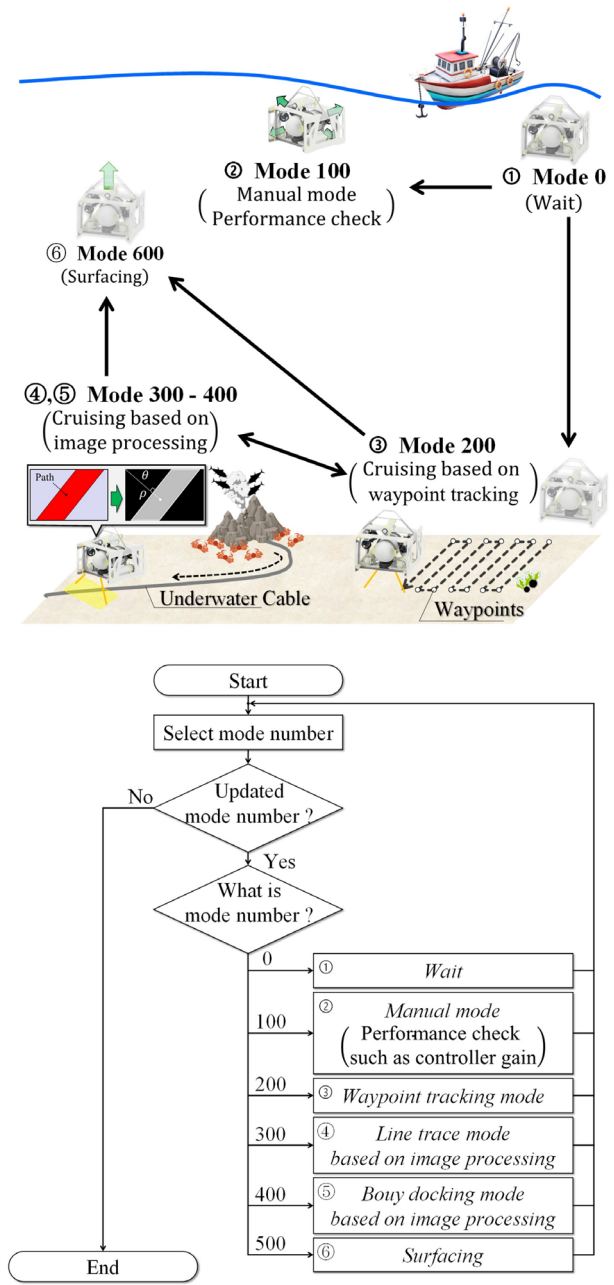 ② Mode 100
(Manual mode
Performance check)
① Mode 0
(Wait)
⑥ Mode 600
(Surfacing)
④,⑤ Mode 300 - 400
(Cruising based on
image processing)
③ Mode 200
(Cruising based on
waypoint tracking)
Path
θ
ρ
Underwater Cable
Waypoints
Start
Select mode number
Updated
mode number ?
No
Yes
What is
mode number ?
0
① Wait
100
② Manual mode
(Performance check
such as controller gain)
200
③ Waypoint tracking mode
300
④ Line trace mode
based on image processing
400
⑤ Bouy docking mode
based on image processing
500
⑥ Surfacing
End